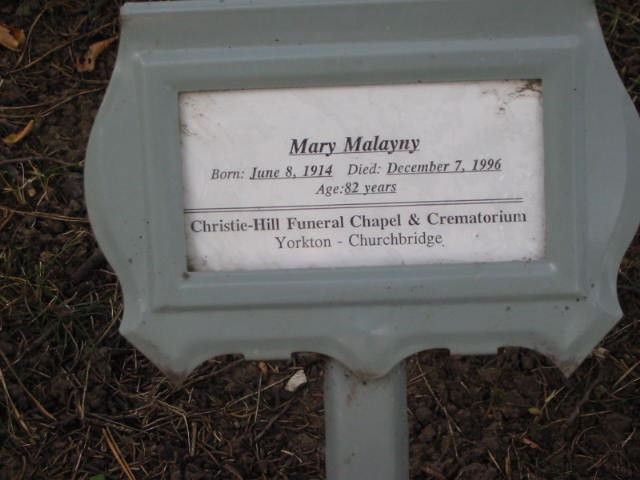 Mary Malayny
Born: June 8, 1914 Died: December 7, 1996
Age:82 years
Christie-Hill Funeral Chapel & Crematorium
Yorkton - Churchbridge